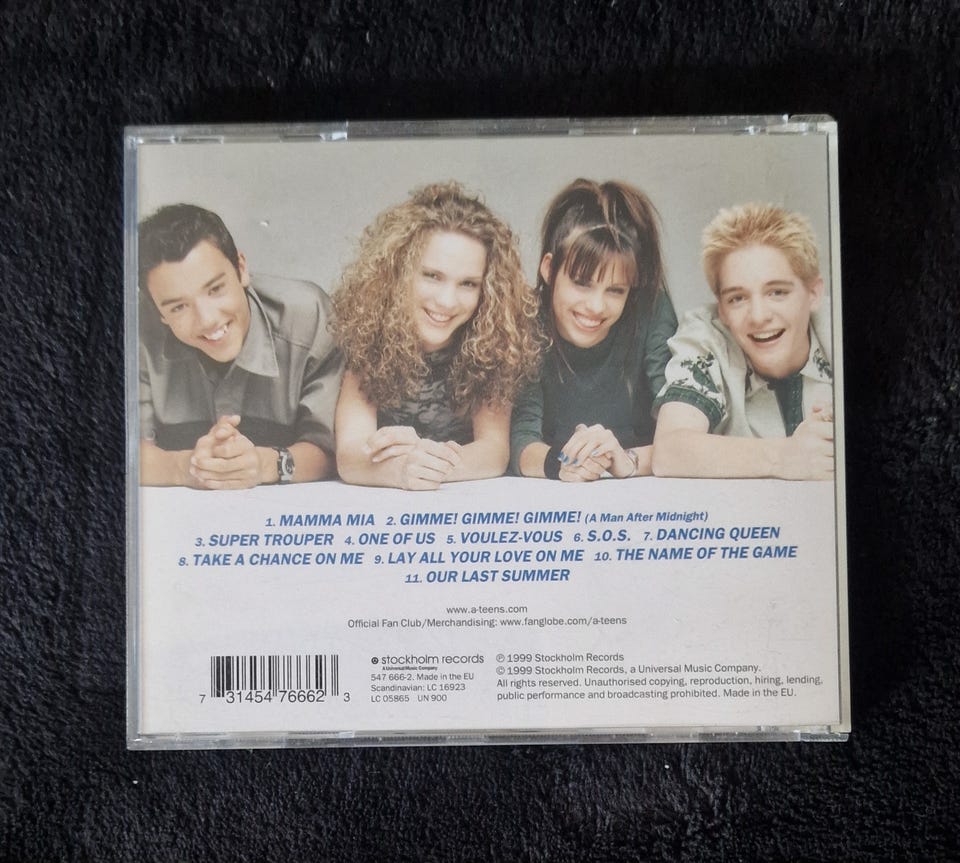 1. MAMMA MIA 2. GIMME! GIMME! GIMME! (A Man After Midnight)
3. SUPER TROUPER 4. ONE OF US 5. VOULEZ-VOUS 6. S.O.S. 7. DANCING QUEEN
8. TAKE A CHANCE ON ME 9. LAY ALL YOUR LOVE ON ME 10. THE NAME OF THE GAME
11. OUR LAST SUMMER
www.a-teens.com
Official Fan Club/Merchandising: www.fanglobe.com/a-teens
7 31454 76662 3
stockholm records
A Universal Music Company
547 666-2. Made in the EU
Scandinavian: LC 16923
LC 05865 UN 900
℗ 1999 Stockholm Records
© 1999 Stockholm Records, a Universal Music Company.
All rights reserved. Unauthorised copying, reproduction, hiring, lending,
public performance and broadcasting prohibited. Made in the EU.